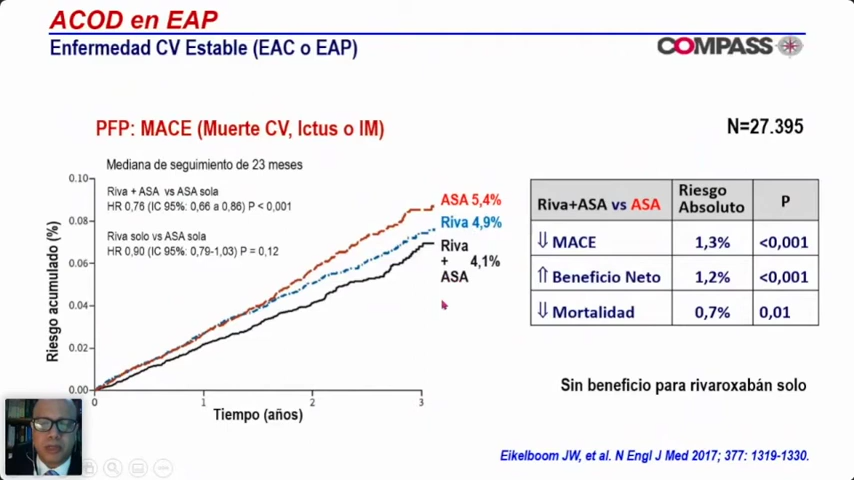 ACOD en EAP
Enfermedad CV Estable (EAC o EAP)
COMPASS
PFP: MACE (Muerte CV, Ictus o IM)
N=27.395
Mediana de seguimiento de 23 meses
Riva + ASA vs ASA sola
HR 0,76 (IC 95%: 0,66 a 0,86) P < 0,001
Riva solo vs ASA sola
HR 0,90 (IC 95%: 0,79-1,03) P = 0,12
Riesgo acumulado (%)
0.10
0.08
0.06
0.04
0.02
0.00
0 1 2 3
Tiempo (años)
ASA 5,4%
Riva 4,9%
Riva
+ 4,1%
ASA
Riva+ASA vs ASA Riesgo Absoluto P
⇓ MACE 1,3% <0,001
⇑ Beneficio Neto 1,2% <0,001
⇓ Mortalidad 0,7% 0,01
Sin beneficio para rivaroxabán solo
Eikelboom JW, et al. N Engl J Med 2017; 377: 1319-1330.